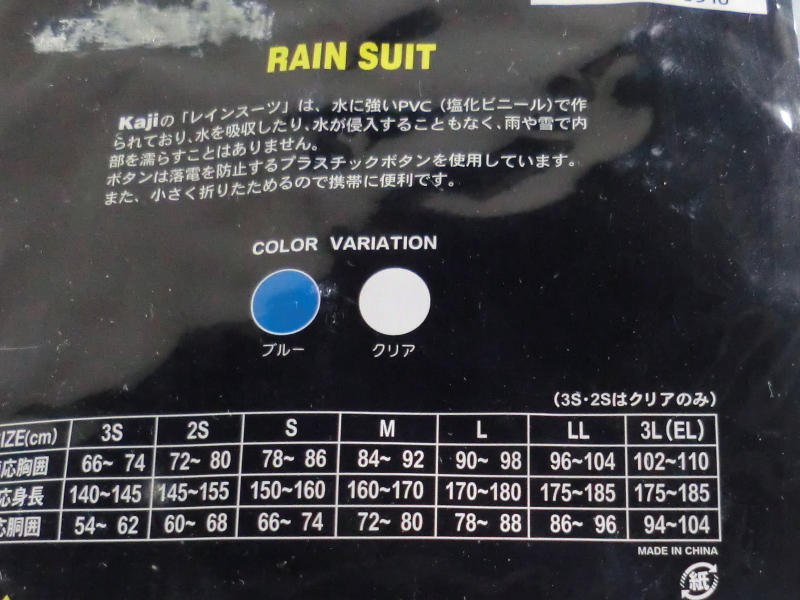 RAIN SUIT
Kajiの「レインスーツ」は、水に強いPVC（塩化ビニール）で作
られており、水を吸収したり、水が侵入することもなく、雨や雪で内
部を濡らすことはありません。
ボタンは落電を防止するプラスチックボタンを使用しています。
また、小さく折りたためるので携帯に便利です。
COLOR VARIATION
ブルー クリア
（3S・2Sはクリアのみ）
IZE(cm) 3S 2S S M L LL 3L(EL)
応胸囲 66~ 74 72~ 80 78~ 86 84~ 92 90~ 98 96~104 102~110
応身長 140~145 145~155 150~160 160~170 170~180 175~185 175~185
応胴囲 54~ 62 60~ 68 66~ 74 72~ 80 78~ 88 86~ 96 94~104
MADE IN CHINA
紙